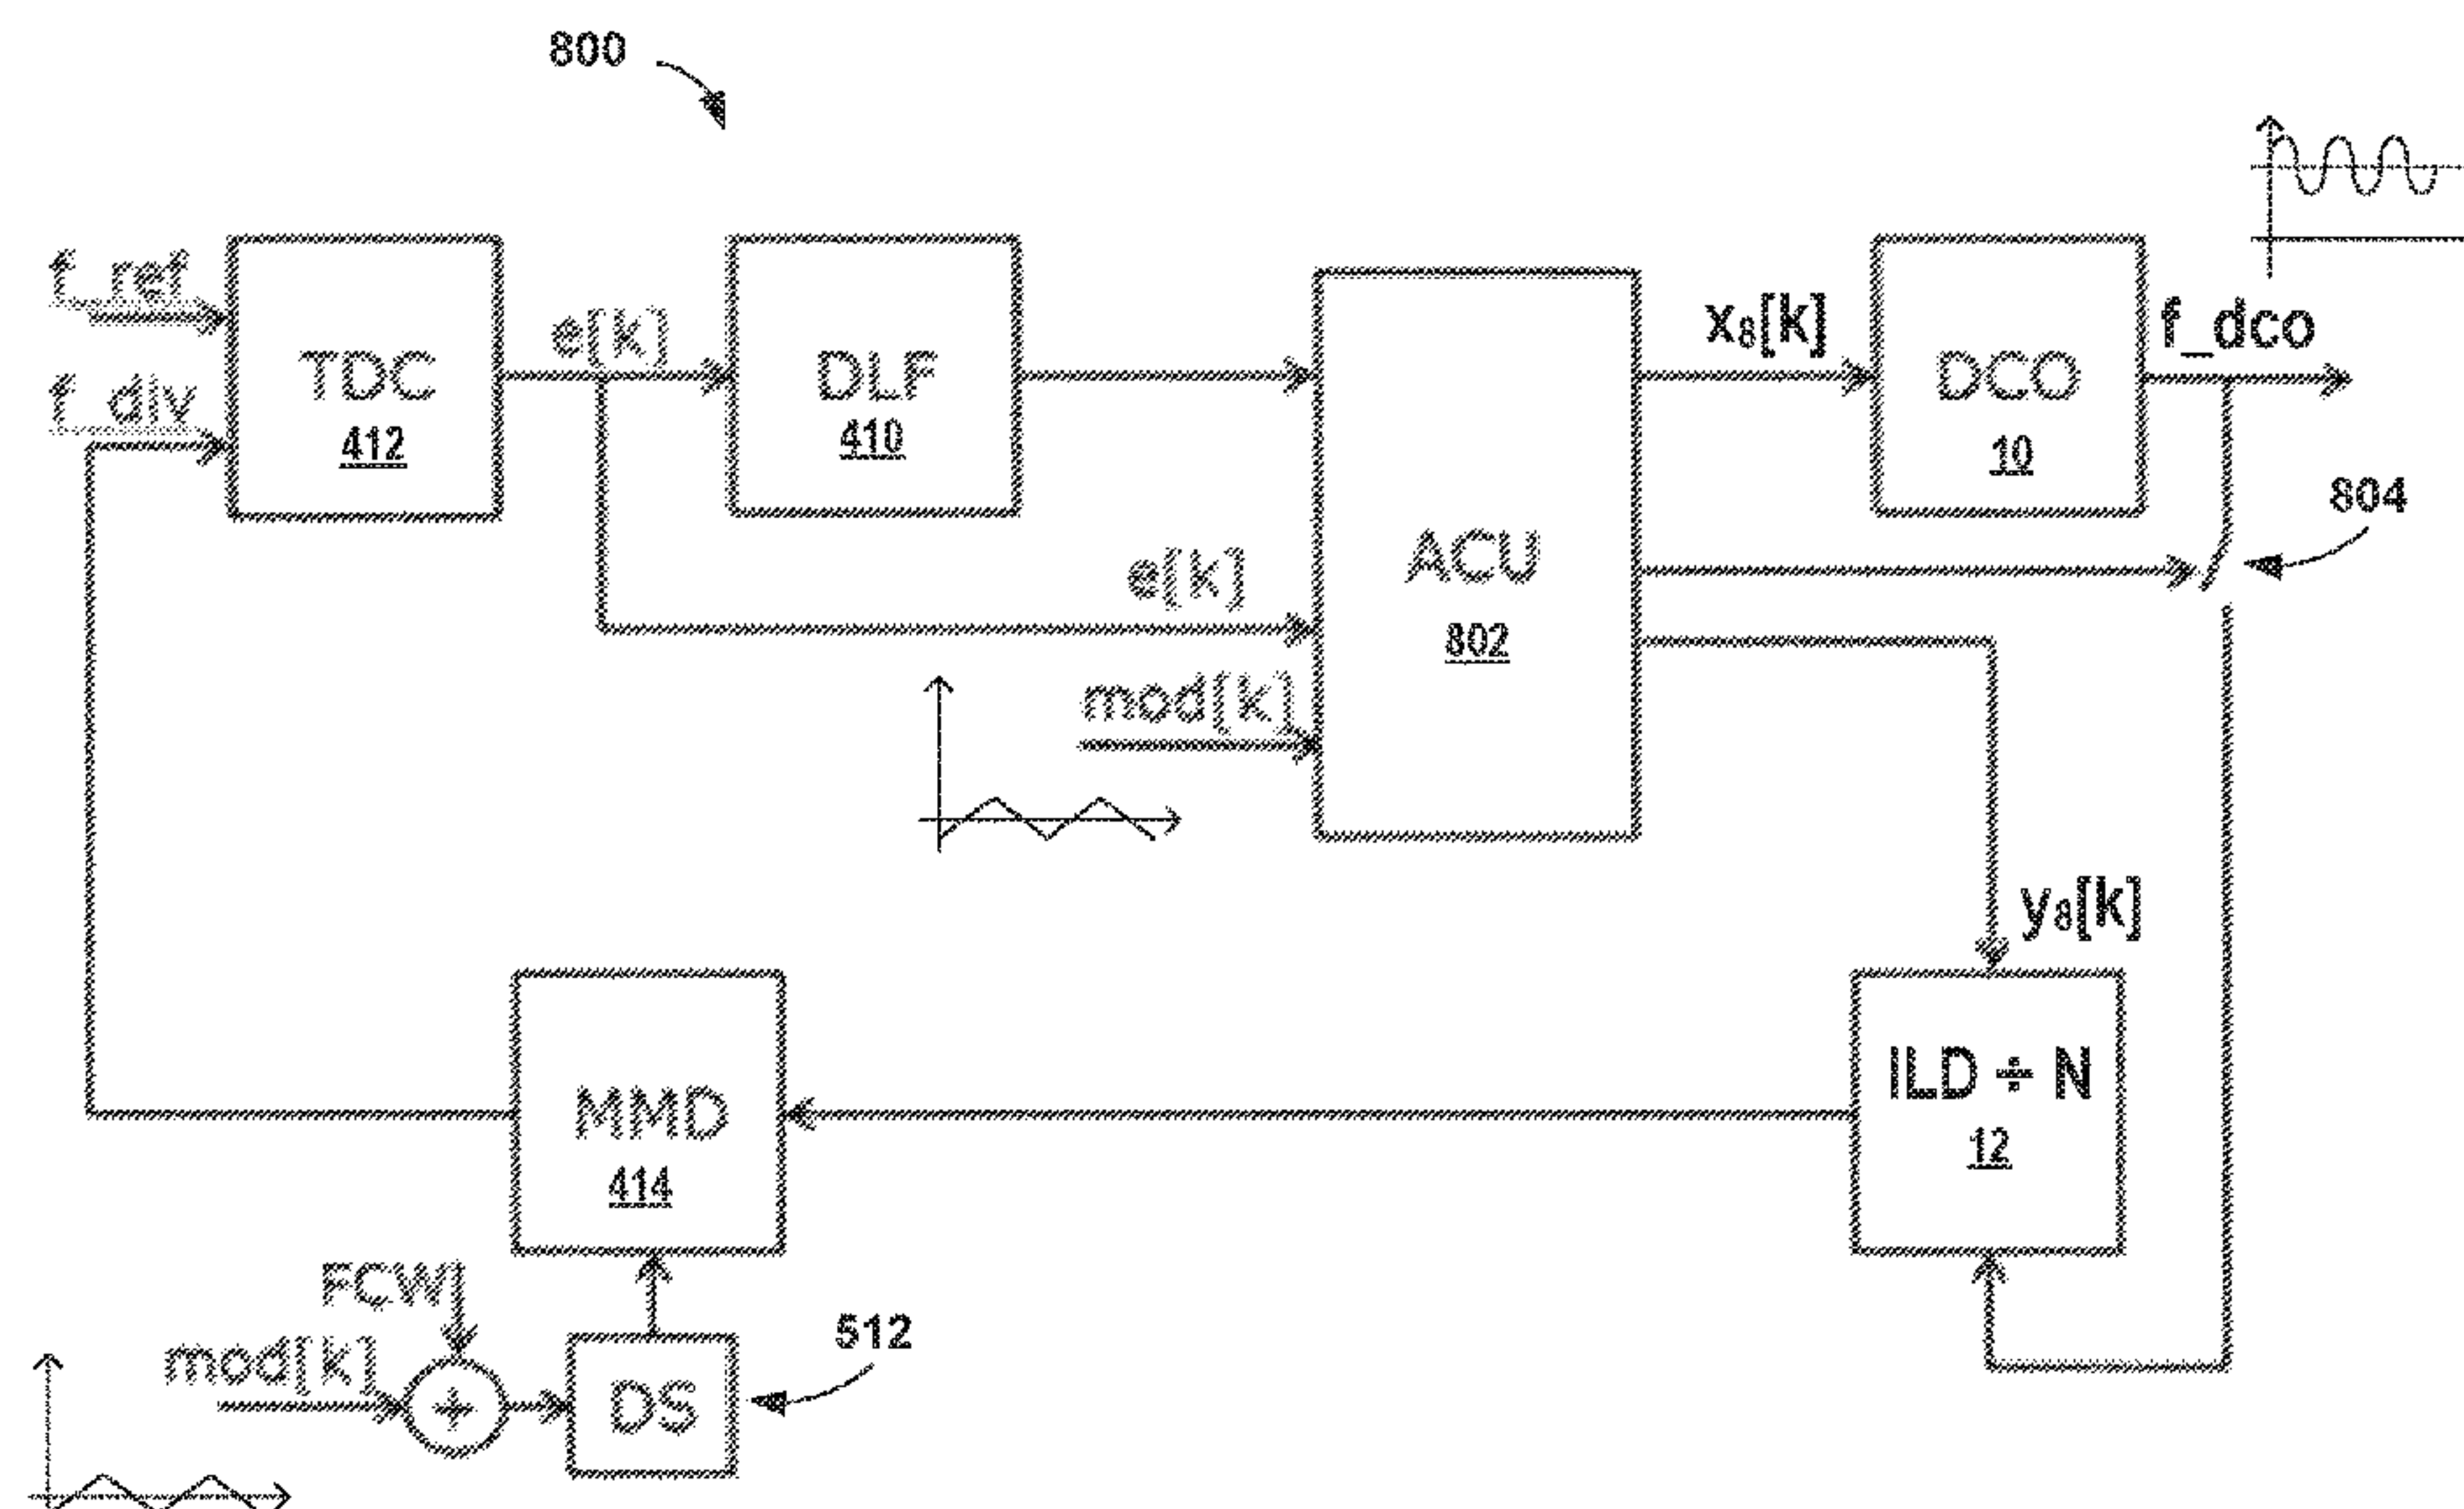 800
f_ref
f_div
TDC
412
e[k]
DLF
410
e[k]
mod[k]
ACU
802
x8[k]
DCO
10
f_dco
804
y8[k]
ILD ÷ N
12
MMD
414
FCW
mod[k]
+
DS
512